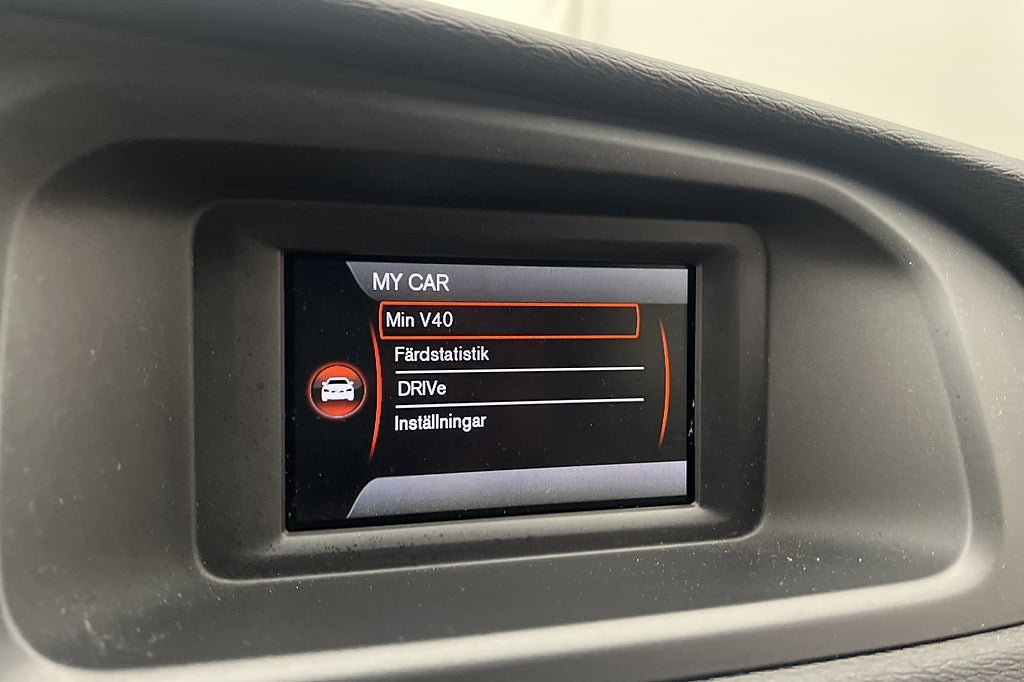 MY CAR
Min V40
Färdstatistik
DRIVe
Inställningar